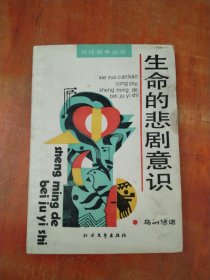 写作参考丛书
xie zuo can kao
cong shu
sheng ming de
bei ju yi shi
生命的悲剧意识
sheng ming de
bei ju yi shi
北方文艺出版社